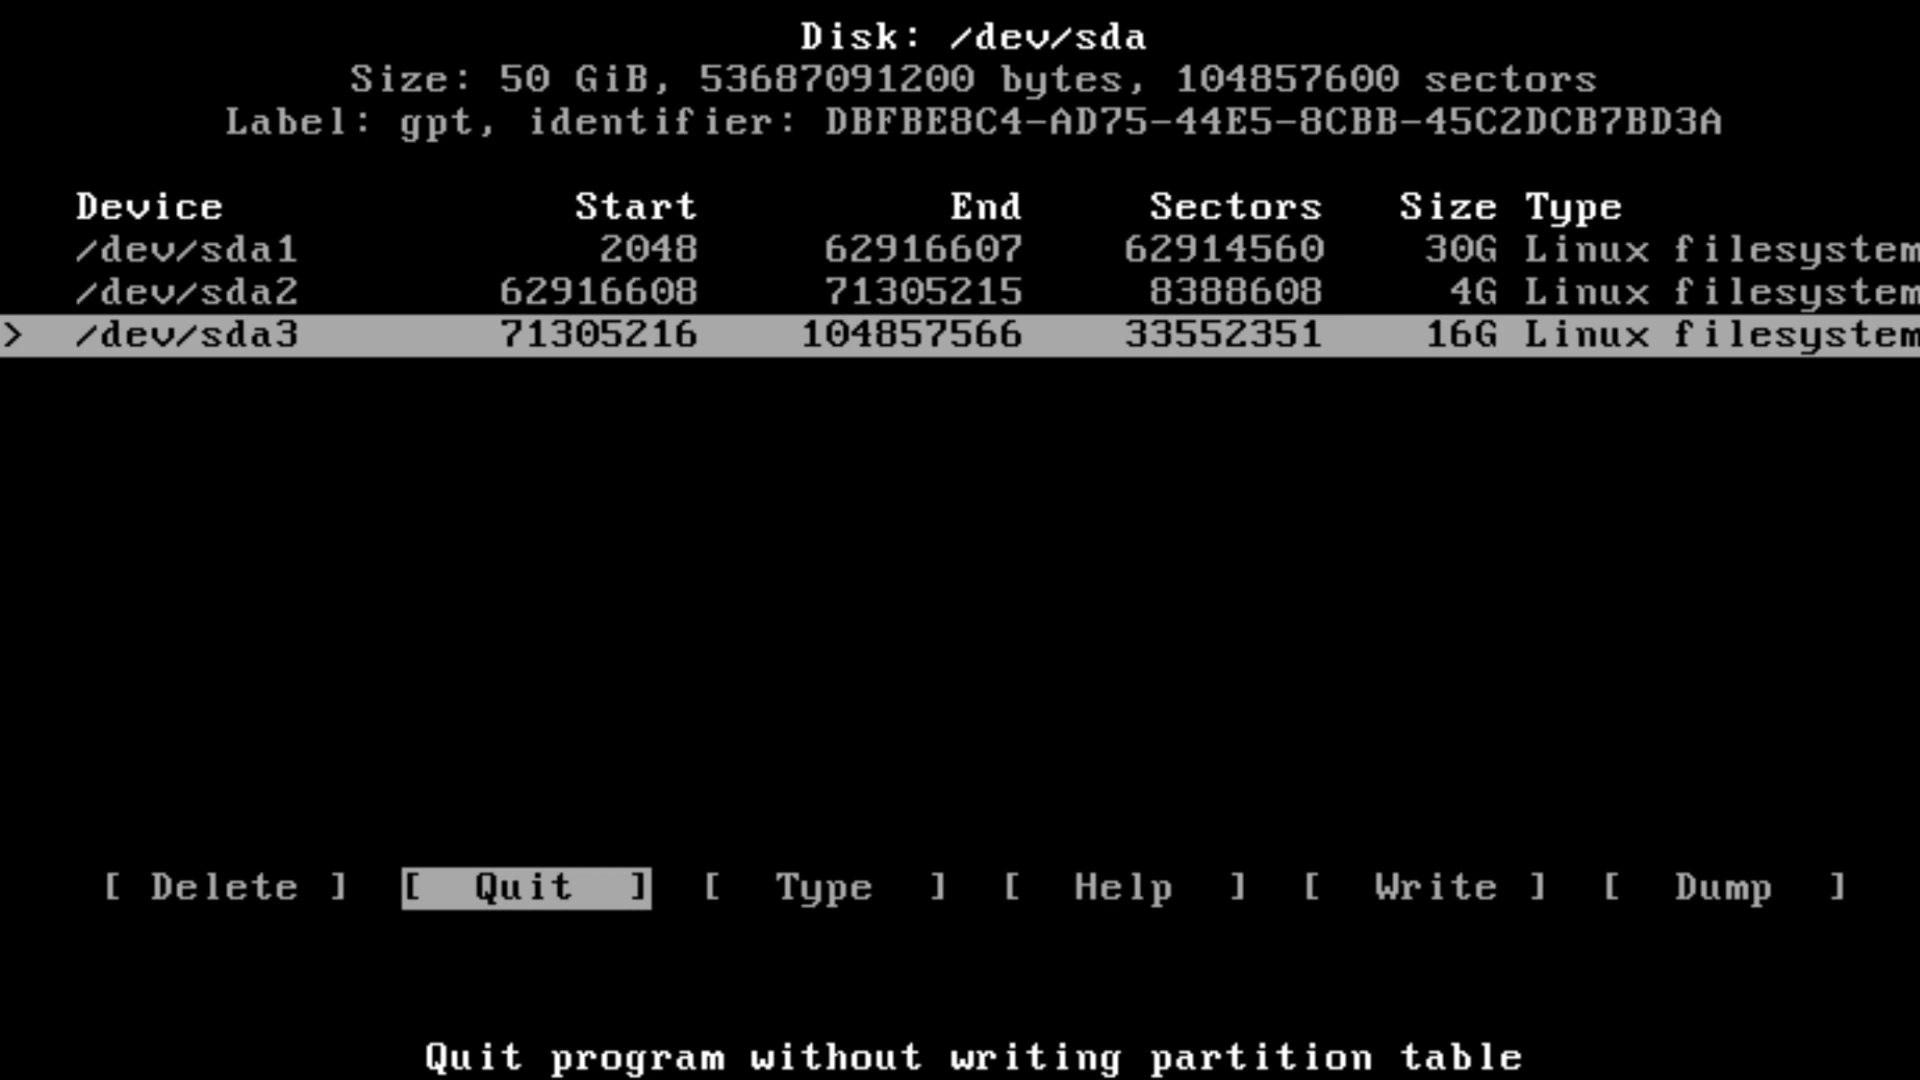 Disk: /dev/sda
Size: 50 GiB, 53687091200 bytes, 104857600 sectors
Label: gpt, identifier: DBFBE8C4-AD75-44E5-8CBB-45C2DCB7BD3A
Device Start End Sectors Size Type
/dev/sda1 2048 62916607 62914560 30G Linux filesystem
/dev/sda2 62916608 71305215 8388608 4G Linux filesystem
> /dev/sda3 71305216 104857566 33552351 16G Linux filesystem
[ Delete ] [ Quit ] [ Type ] [ Help ] [ Write ] [ Dump ]
Quit program without writing partition table